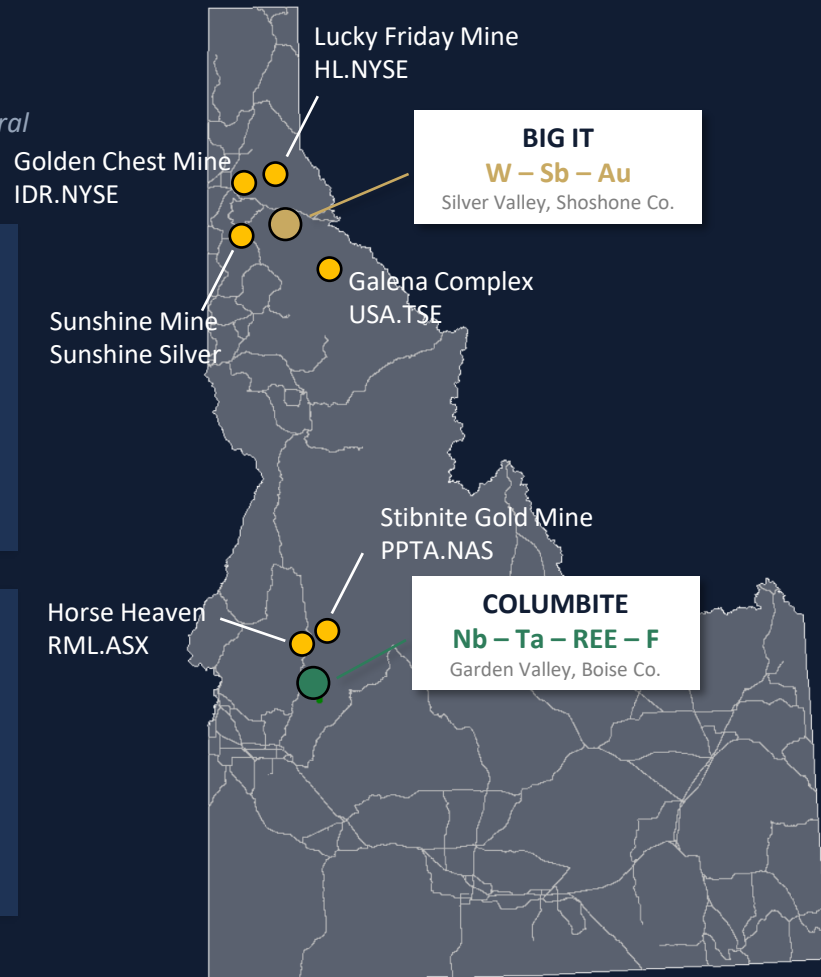 Lucky Friday Mine
HL.NYSE
ral
Golden Chest Mine
IDR.NYSE
BIG IT
W – Sb – Au
Silver Valley, Shoshone Co.
Galena Complex
USA.TSE
Sunshine Mine
Sunshine Silver
Stibnite Gold Mine
PPTA.NAS
Horse Heaven
RML.ASX
COLUMBITE
Nb – Ta – REE – F
Garden Valley, Boise Co.